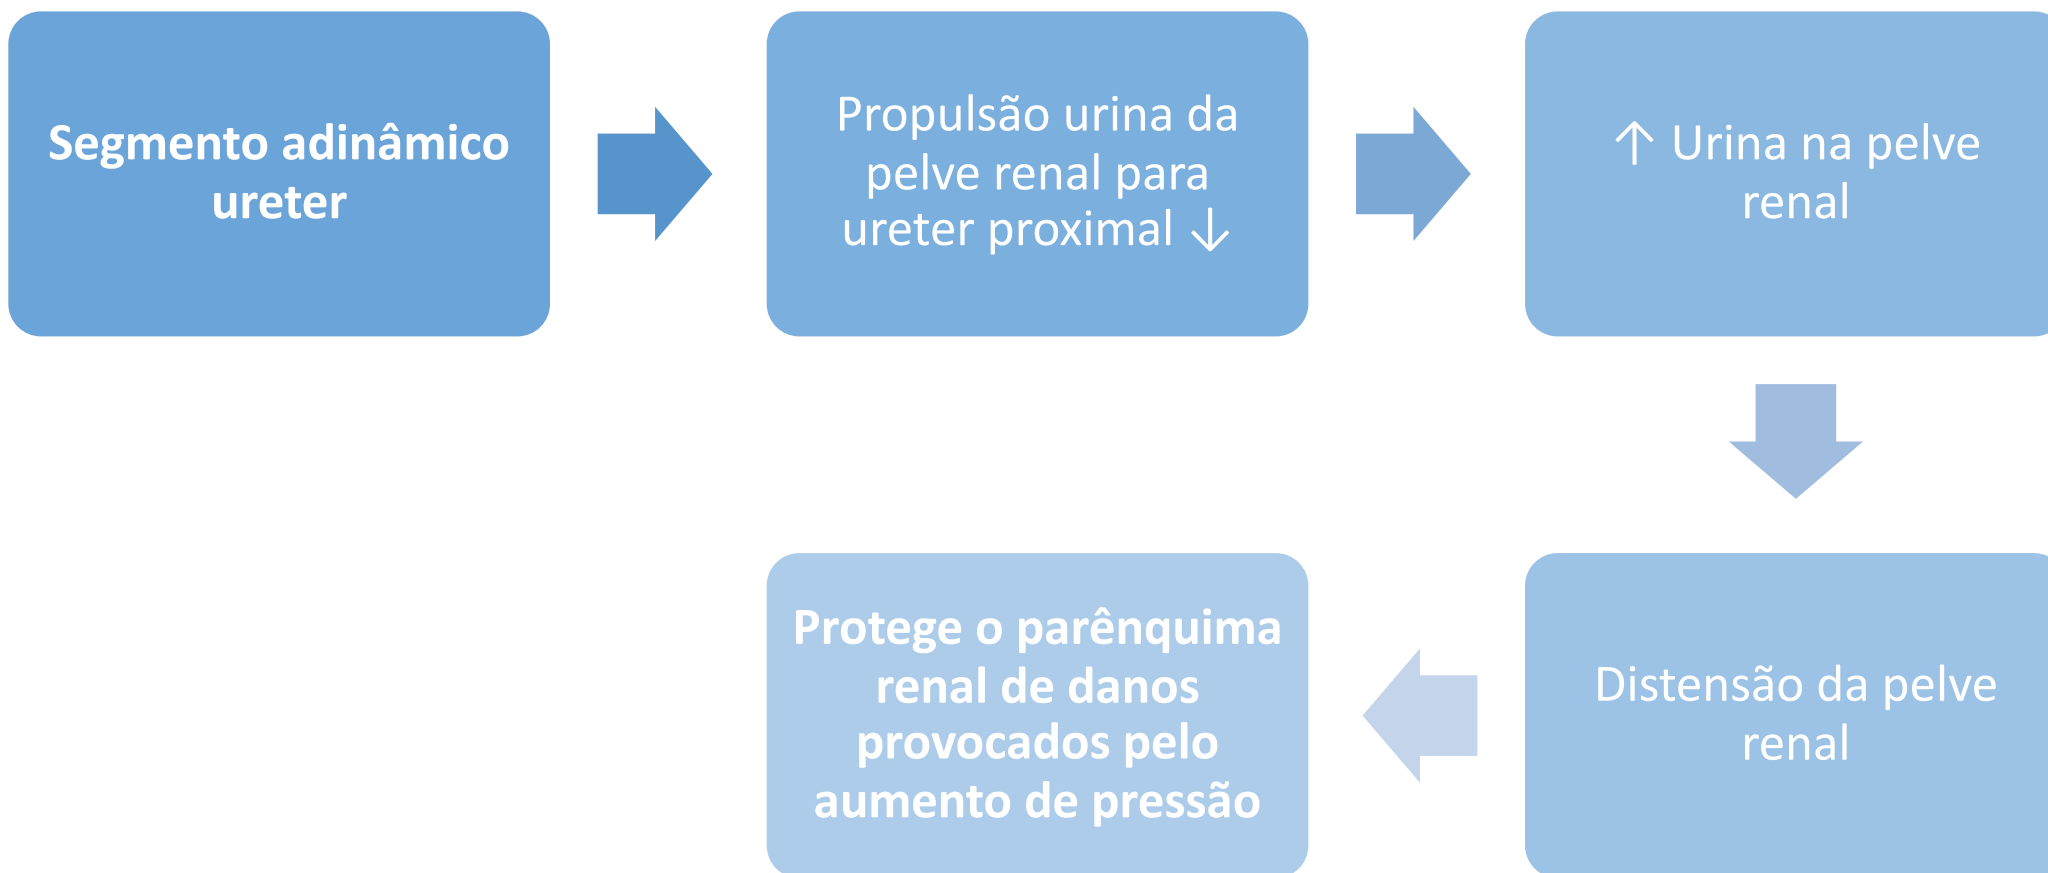 Segmento adinâmico
ureter
Propulsão urina da
pelve renal para
ureter proximal ↓
↑ Urina na pelve
renal
Distensão da pelve
renal
Protege o parênquima
renal de danos
provocados pelo
aumento de pressão